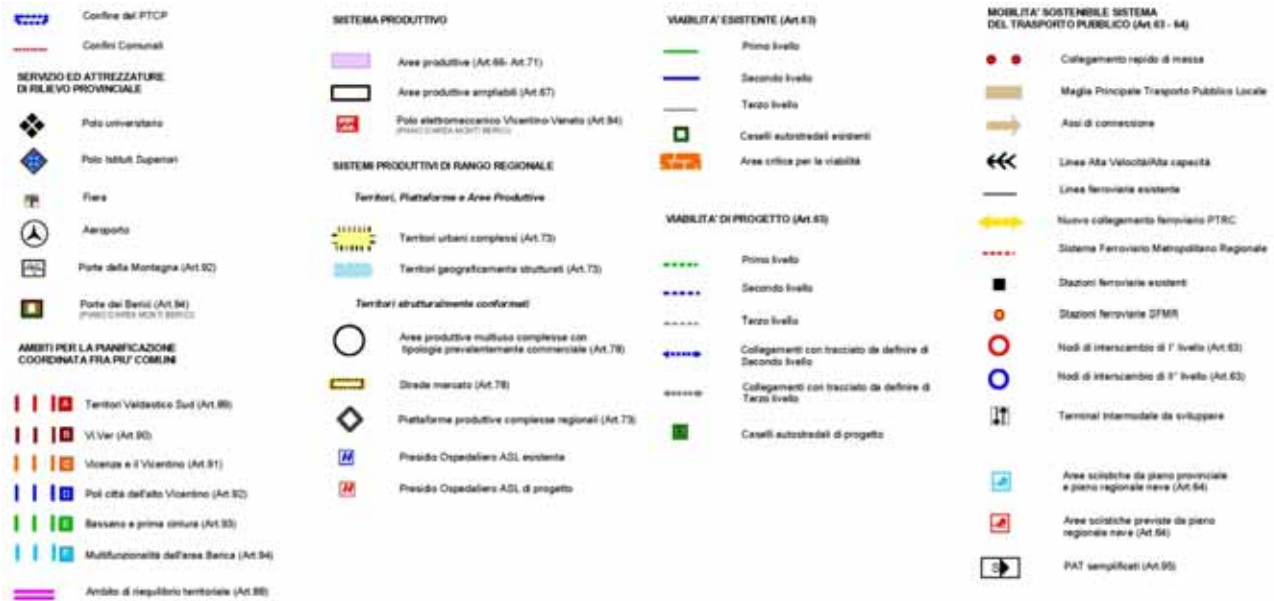 Confine del PTCP
Confini Comunali
SERVIZIO ED ATTREZZATURE
DI RILIEVO PROVINCIALE
Polo universitario
Polo Istituti Superiori
Fiera
Aeroporto
Porte della Montagna (Art.92)
Porte dei Berici (Art.94)
(PIANO D'AREA MONTI BERICI)
AMBITI PER LA PIANIFICAZIONE
COORDINATA FRA PIU' COMUNI
A Territori Valdastico Sud (Art.89)
B VI.Ver (Art.90)
C Vicenza e il Vicentino (Art.91)
D Poli città dell'alto Vicentino (Art.92)
E Bassano e prima cintura (Art.93)
F Multifunzionalità dell'area Berica (Art.94)
Ambito di riequilibrio territoriale (Art.88)
SISTEMA PRODUTTIVO
Aree produttive (Art.66- Art.71)
Aree produttive ampliabili (Art.67)
Polo elettromeccanico Vicentino-Veneto (Art.94)
(PIANO D'AREA MONTI BERICI)
SISTEMI PRODUTTIVI DI RANGO REGIONALE
Territori, Piattaforme e Aree Produttive
Territori urbani complessi (Art.73)
Territori geograficamente strutturati (Art.73)
Territori strutturalmente conformati
Aree produttive multiuso complesse con
tipologia prevalentemente commerciale (Art.78)
Strade mercato (Art.78)
Piattaforme produttive complesse regionali (Art.73)
H Presidio Ospedaliero ASL esistente
H Presidio Ospedaliero ASL di progetto
VIABILITA' ESISTENTE (Art.63)
Primo livello
Secondo livello
Terzo livello
Caselli autostradali esistenti
Aree critica per la viabilità
VIABILITA' DI PROGETTO (Art.63)
Primo livello
Secondo livello
Terzo livello
Collegamenti con tracciato da definire di
Secondo livello
Collegamenti con tracciato da definire di
Terzo livello
Caselli autostradali di progetto
MOBILITA' SOSTENIBILE SISTEMA
DEL TRASPORTO PUBBLICO (Art.63 - 64)
Collegamento rapido di massa
Maglia Principale Trasporto Pubblico Locale
Assi di connessione
Linea Alta Velocità/Alta capacità
Linea ferroviaria esistente
Nuovo collegamento ferroviario PTRC
Sistema Ferroviario Metropolitano Regionale
Stazioni ferroviarie esistenti
Stazioni ferroviarie SFMR
Nodi di interscambio di I° livello (Art.63)
Nodi di interscambio di II° livello (Art.63)
Terminal Intermodale da sviluppare
Aree sciistiche da piano provinciale
e piano regionale neve (Art.64)
Aree sciistiche previste da piano
regionale neve (Art.64)
S PAT semplificati (Art.95)